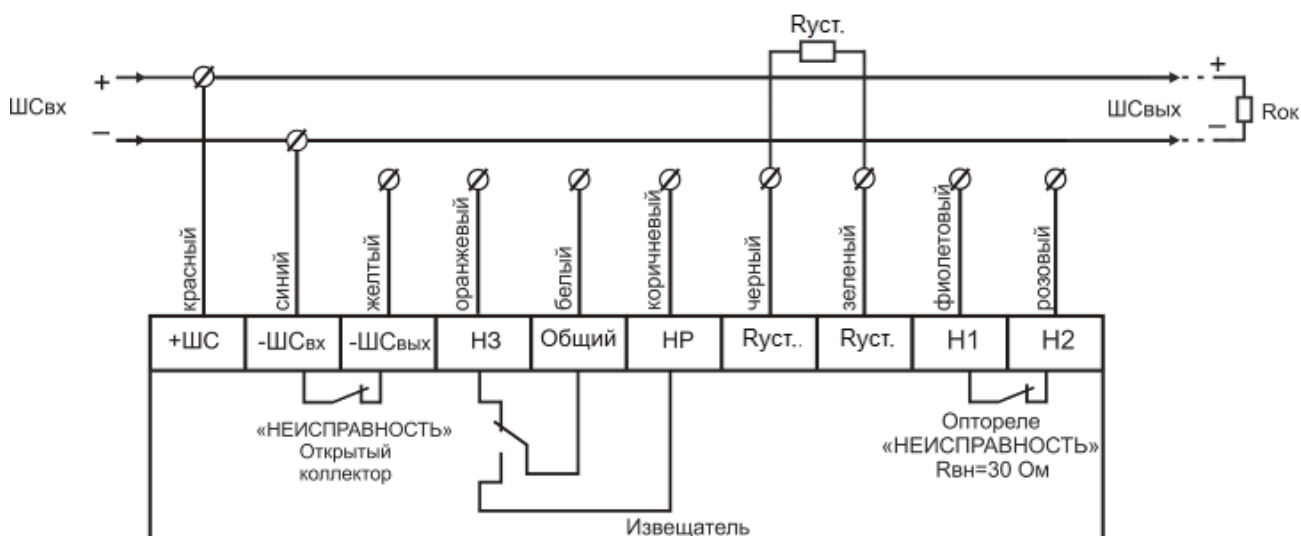 Rуст.
+
ШСвх
–
+
ШСвых
–
Rок
красный
синий
желтый
оранжевый
белый
коричневый
черный
зеленый
фиолетовый
розовый
+ШС
-ШСвх
-ШСвых
НЗ
Общий
НР
Rуст..
Rуст.
Н1
Н2
«НЕИСПРАВНОСТЬ»
Открытый
коллектор
Оптореле
«НЕИСПРАВНОСТЬ»
Rвн=30 Ом
Извещатель